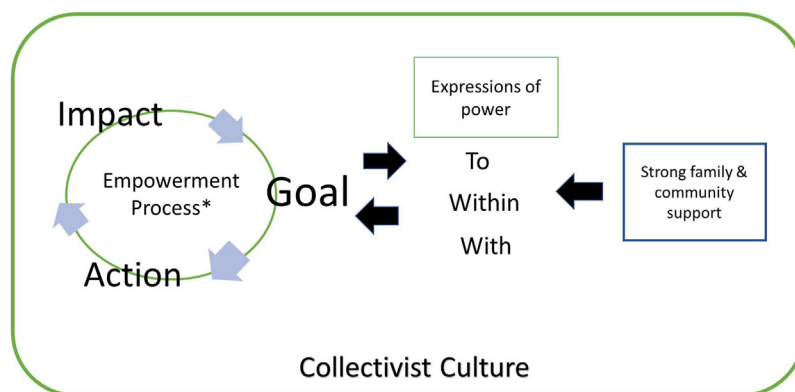 Impact
Empowerment
Process*
Goal
Action
Expressions of
power
To
Within
With
Strong family &
community
support
Collectivist Culture